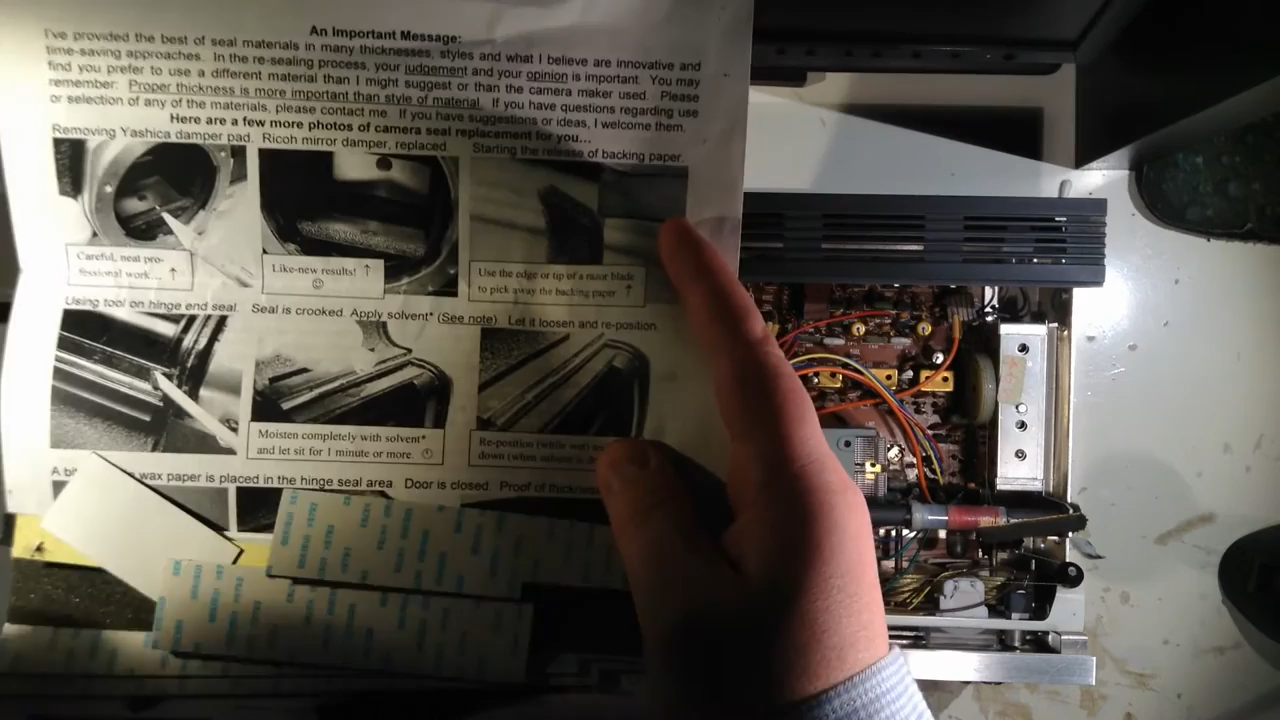 An Important Message:
I've provided the best of seal materials in many thicknesses, styles and what I believe are innovative and
time-saving approaches. In the re-sealing process, your judgement and your opinion is important. You may
find you prefer to use a different material than I might suggest or than the camera maker used. Please
remember: Proper thickness is more important than style of material. If you have questions regarding use
or selection of any of the materials, please contact me. If you have suggestions or ideas, I welcome them.
Here are a few more photos of camera seal replacement for you...
Removing Yashica damper pad. Ricoh mirror damper, replaced. Starting the release of backing paper.
Careful, neat pro-
fessional work... ↑
Like-new results! ↑
☺
Use the edge or tip of a razor blade
to pick away the backing paper ↑
Using tool on hinge end seal. Seal is crooked. Apply solvent* (See note). Let it loosen and re-position
Moisten completely with solvent*
and let sit for 1 minute or more.
Re-position (while wet)
down (when solvent is
wax paper is placed in the hinge seal area. Door is closed. Proof of thickness